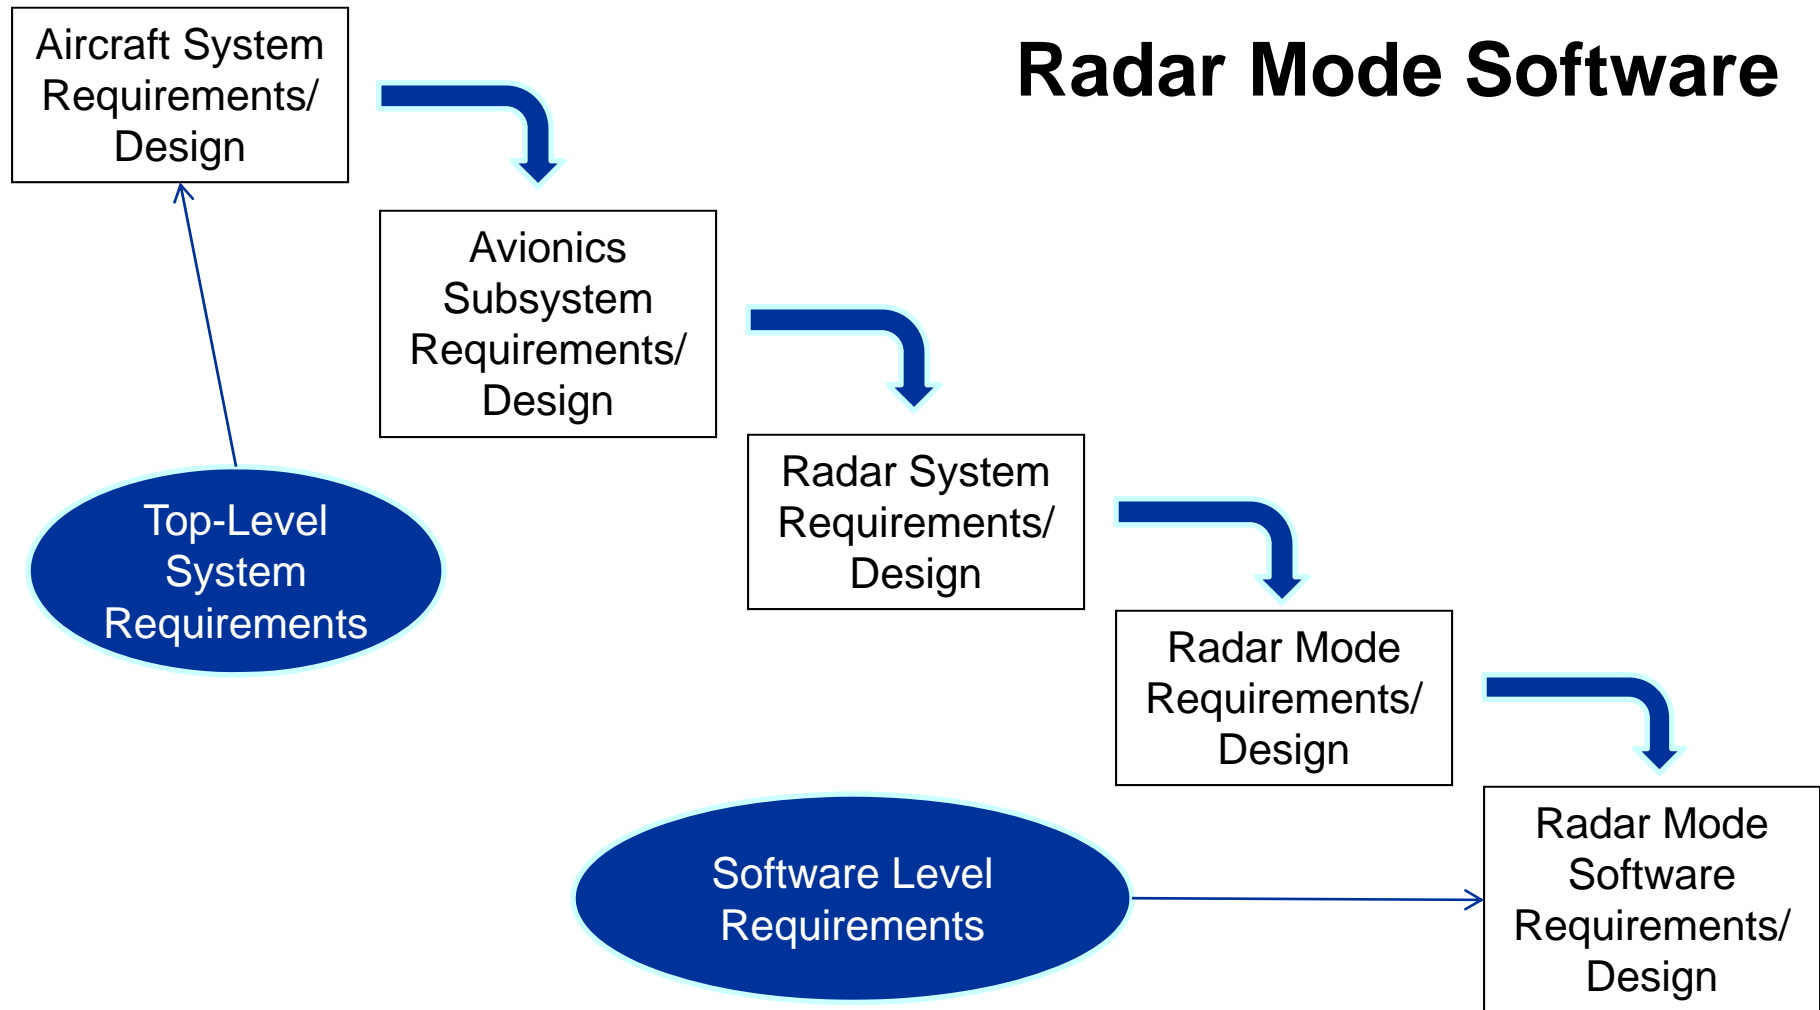 Radar Mode Software
Aircraft System
Requirements/
Design
Avionics
Subsystem
Requirements/
Design
Radar System
Requirements/
Design
Top-Level
System
Requirements
Radar Mode
Requirements/
Design
Software Level
Requirements
Radar Mode
Software
Requirements/
Design